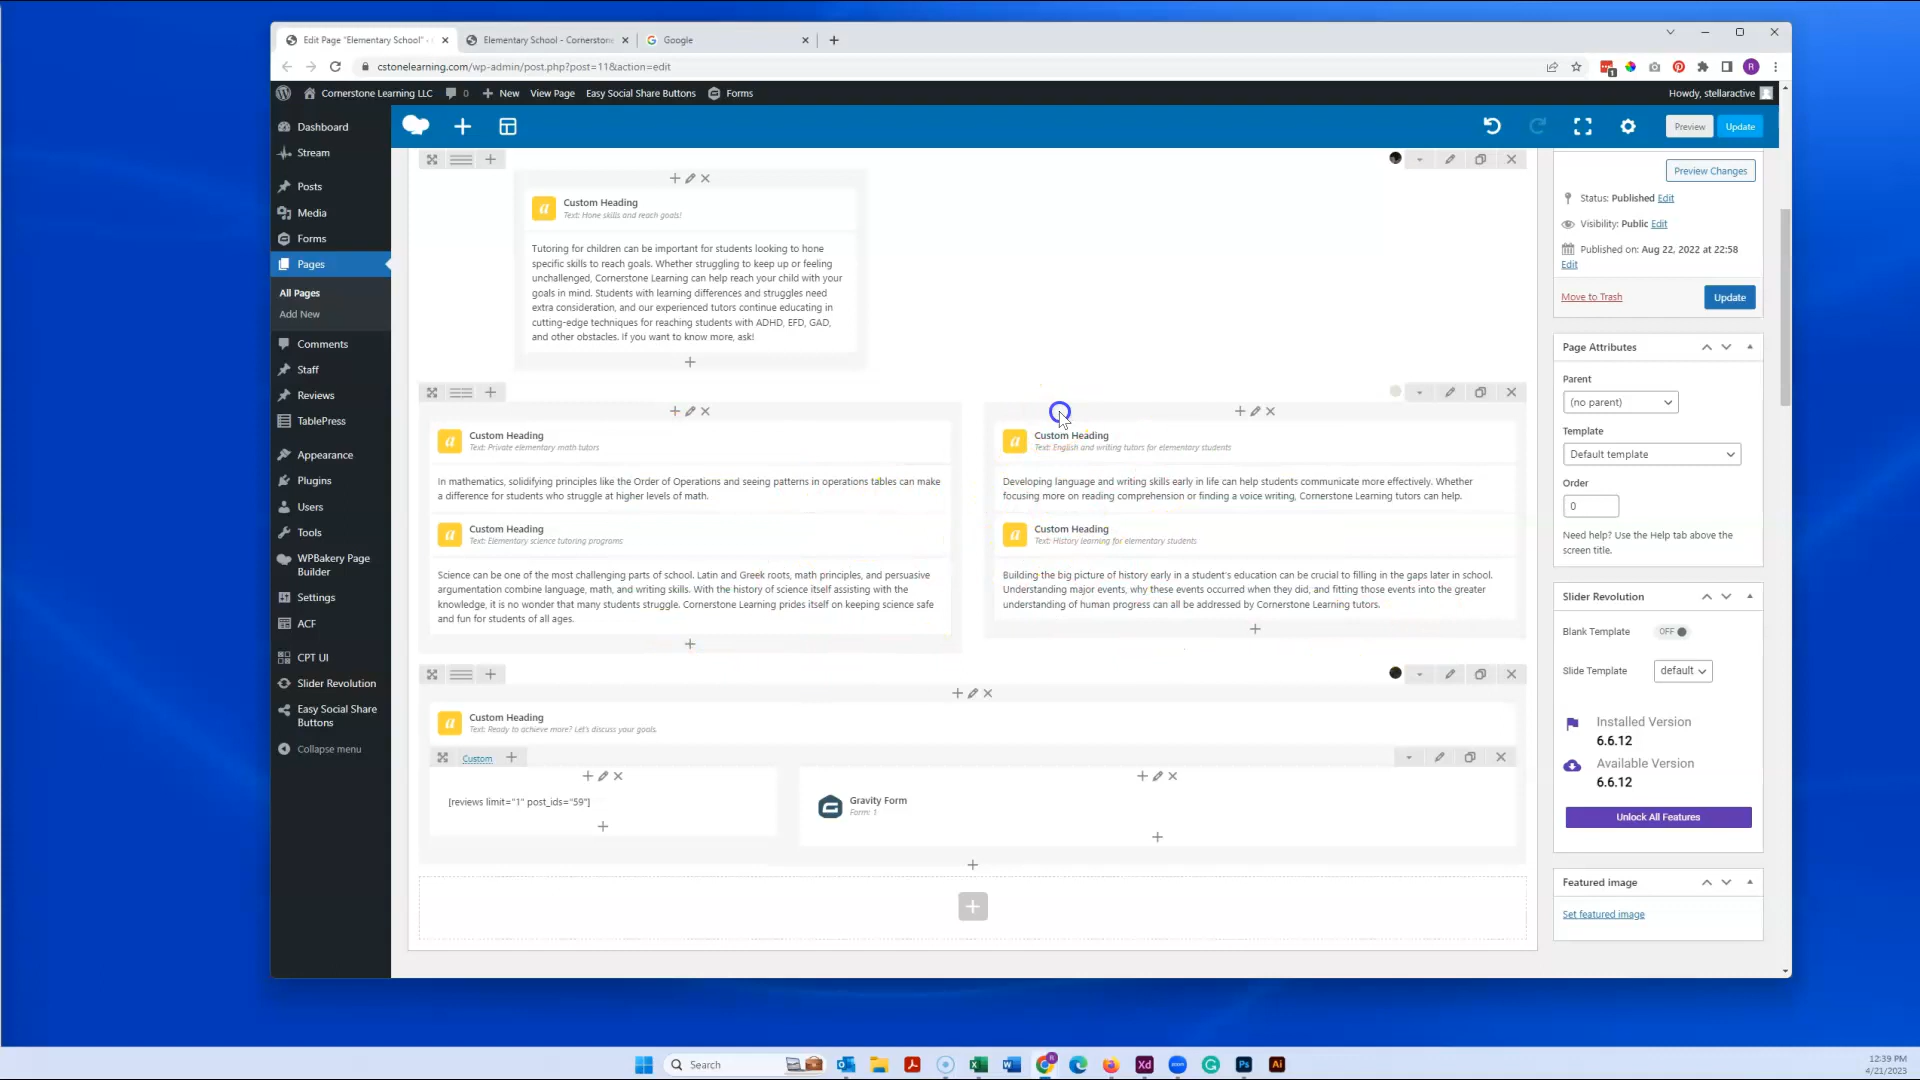 Edit Page "Elementary School" -
Elementary School - Cornerstone
Google
cstonelearning.com/wp-admin/post.php?post=11&action=edit
Cornerstone Learning LLC
0
New
View Page
Easy Social Share Buttons
Forms
Howdy, stellaractive
Dashboard
Stream
Posts
Media
Forms
Pages
All Pages
Add New
Comments
Staff
Reviews
TablePress
Appearance
Plugins
Users
Tools
WPBakery Page
Builder
Settings
ACF
CPT UI
Slider Revolution
Easy Social Share
Buttons
Collapse menu
Preview
Update
Custom Heading
Text: Hone skills and reach goals!
Tutoring for children can be important for students looking to hone
specific skills to reach goals. Whether struggling to keep up or feeling
unchallenged, Cornerstone Learning can help reach your child with your
goals in mind. Students with learning differences and struggles need
extra consideration, and our experienced tutors continue educating in
cutting-edge techniques for reaching students with ADHD, EFD, GAD,
and other obstacles. If you want to know more, ask!
Custom Heading
Text: Private elementary math tutors
In mathematics, solidifying principles like the Order of Operations and seeing patterns in operations tables can make
a difference for students who struggle at higher levels of math.
Custom Heading
Text: Elementary science tutoring programs
Science can be one of the most challenging parts of school. Latin and Greek roots, math principles, and persuasive
argumentation combine language, math, and writing skills. With the history of science itself assisting with the
knowledge, it is no wonder that many students struggle. Cornerstone Learning prides itself on keeping science safe
and fun for students of all ages.
Custom Heading
Text: English and writing tutors for elementary students
Developing language and writing skills early in life can help students communicate more effectively. Whether
focusing more on reading comprehension or finding a voice writing, Cornerstone Learning tutors can help.
Custom Heading
Text: History learning for elementary students
Building the big picture of history early in a student's education can be crucial to filling in the gaps later in school.
Understanding major events, why these events occurred when they did, and fitting those events into the greater
understanding of human progress can all be addressed by Cornerstone Learning tutors.
Custom Heading
Text: Ready to achieve more? Let's discuss your goals.
Custom
[reviews limit="1" post_ids="59"]
Gravity Form
Form: 1
Preview Changes
Status: Published Edit
Visibility: Public Edit
Published on: Aug 22, 2022 at 22:58
Edit
Move to Trash
Update
Page Attributes
Parent
(no parent)
Template
Default template
Order
0
Need help? Use the Help tab above the
screen title.
Slider Revolution
Blank Template OFF
Slide Template default
Installed Version
6.6.12
Available Version
6.6.12
Unlock All Features
Featured image
Set featured image
Search
Xd
Ps
Ai
12:39 PM
4/21/2023